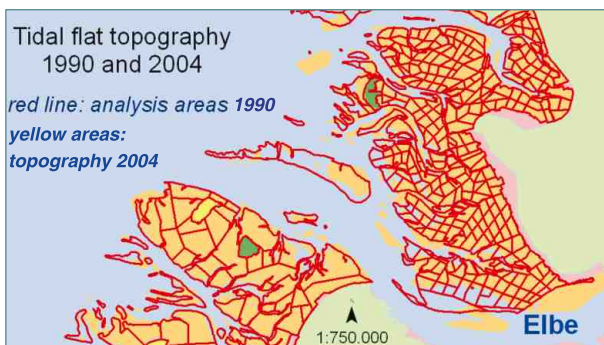 Tidal flat topography
1990 and 2004
red line: analysis areas 1990
yellow areas:
topography 2004
1:750.000
Elbe